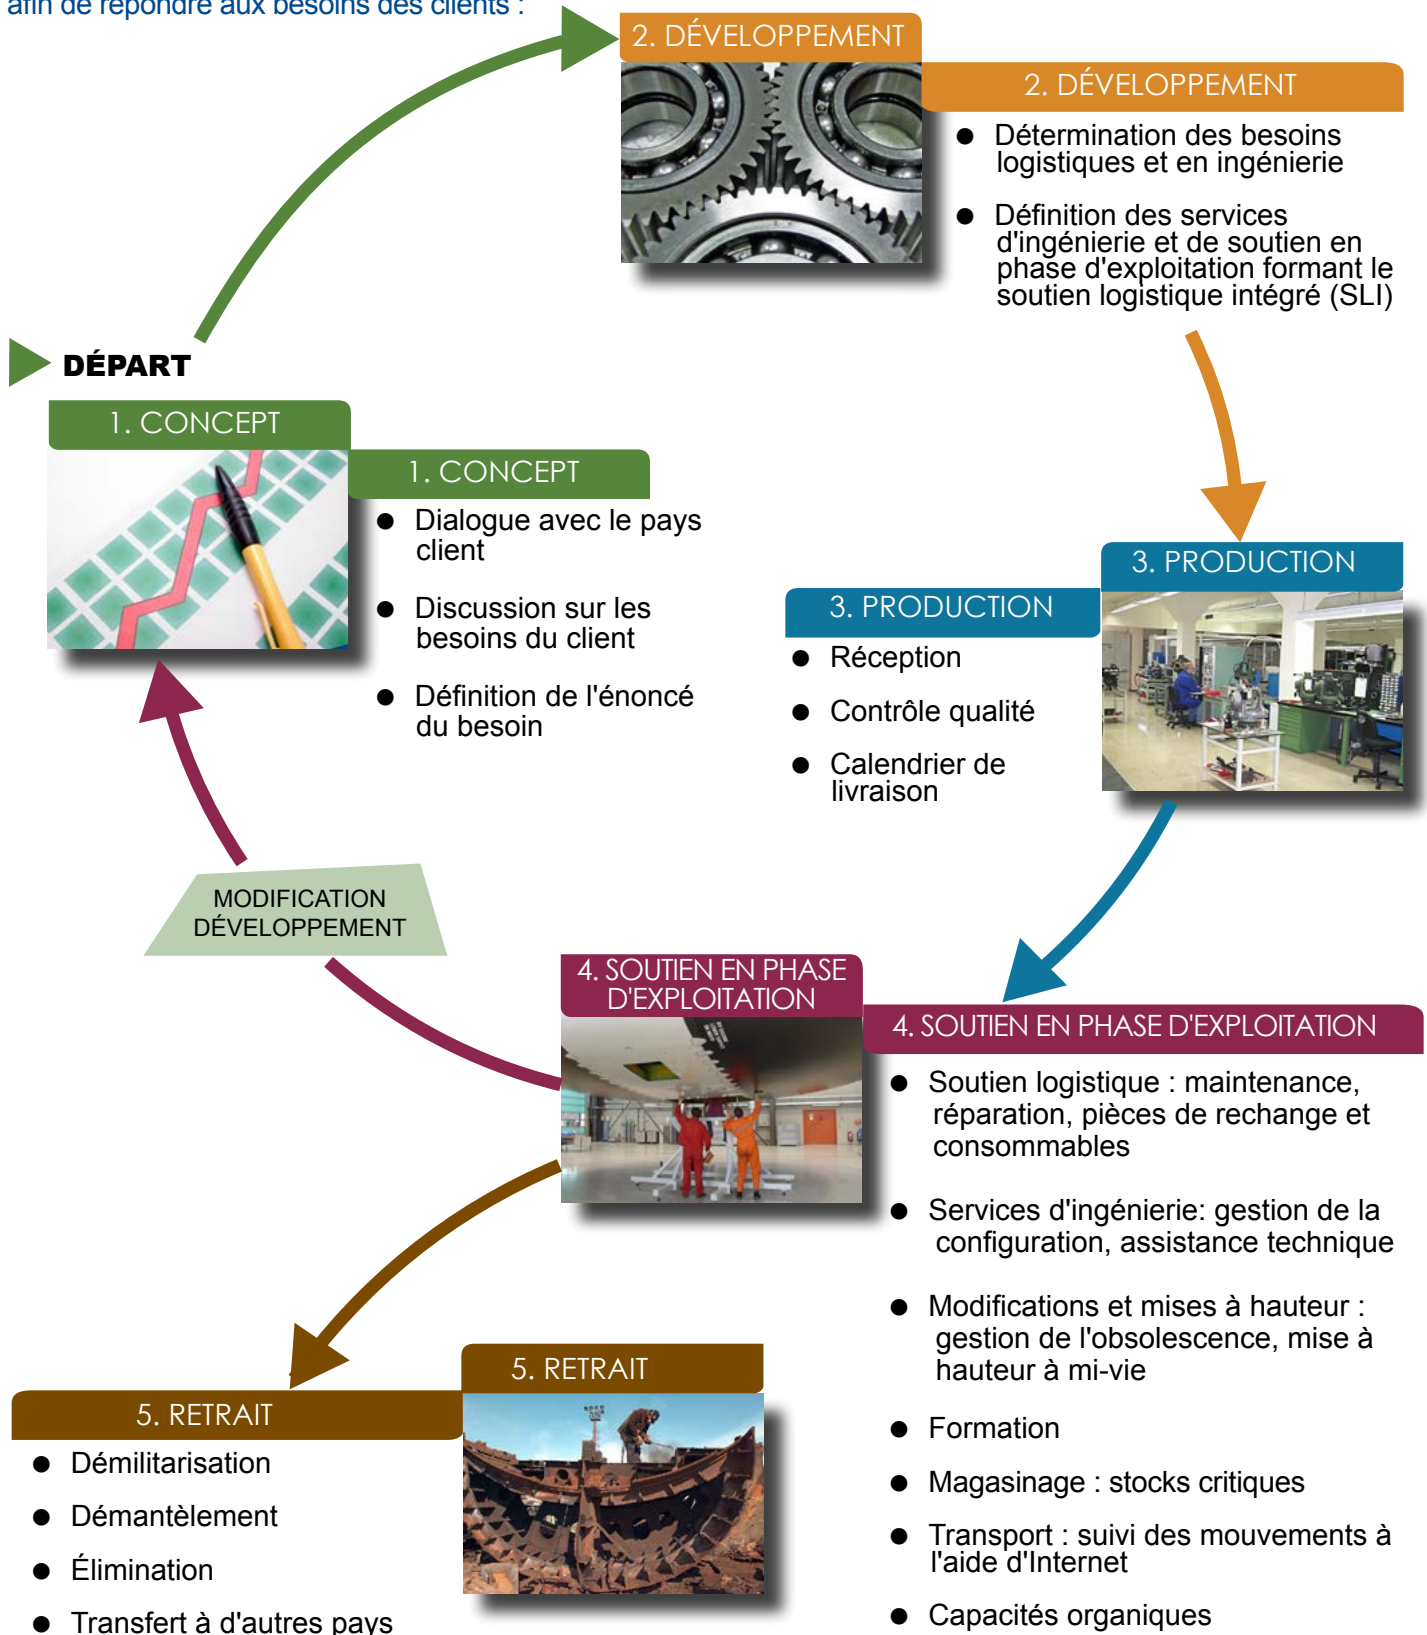 afin de répondre aux besoins des clients :
2. DÉVELOPPEMENT
2. DÉVELOPPEMENT
● Détermination des besoins
logistiques et en ingénierie
● Définition des services
d'ingénierie et de soutien en
phase d'exploitation formant le
soutien logistique intégré (SLI)
DÉPART
1. CONCEPT
1. CONCEPT
● Dialogue avec le pays
client
● Discussion sur les
besoins du client
● Définition de l'énoncé
du besoin
3. PRODUCTION
3. PRODUCTION
● Réception
● Contrôle qualité
● Calendrier de
livraison
MODIFICATION
DÉVELOPPEMENT
4. SOUTIEN EN PHASE
D'EXPLOITATION
4. SOUTIEN EN PHASE D'EXPLOITATION
● Soutien logistique : maintenance,
réparation, pièces de rechange et
consommables
● Services d'ingénierie: gestion de la
configuration, assistance technique
● Modifications et mises à hauteur :
gestion de l'obsolescence, mise à
hauteur à mi-vie
● Formation
● Magasinage : stocks critiques
● Transport : suivi des mouvements à
l'aide d'Internet
● Capacités organiques
5. RETRAIT
5. RETRAIT
● Démilitarisation
● Démantèlement
● Élimination
● Transfert à d'autres pays